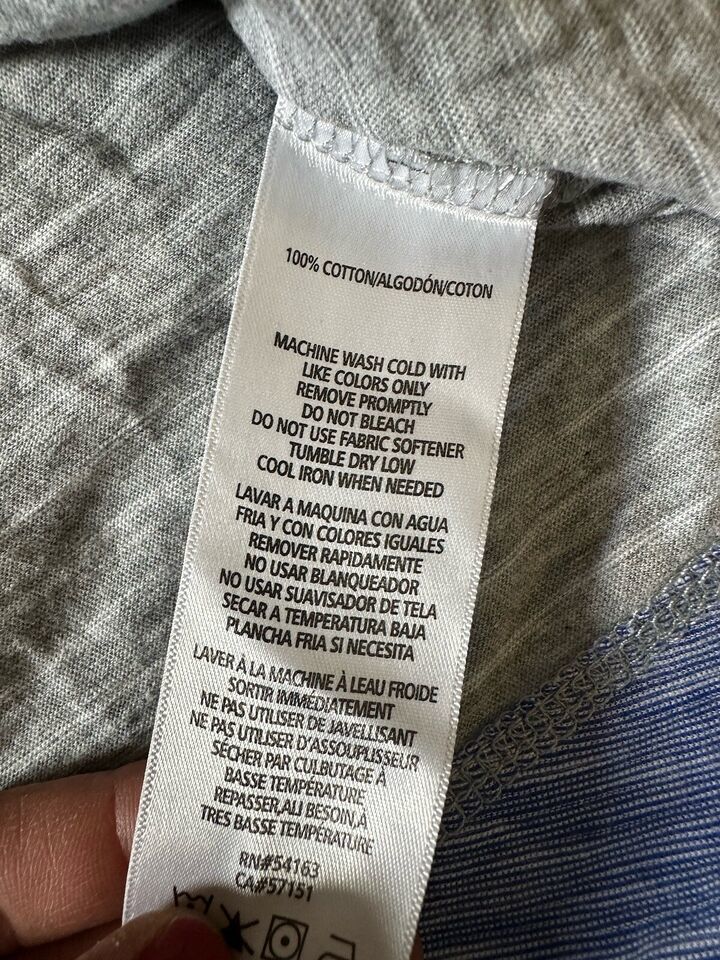 100% COTTON/ALGODÓN/COTON
MACHINE WASH COLD WITH
LIKE COLORS ONLY
REMOVE PROMPTLY
DO NOT BLEACH
DO NOT USE FABRIC SOFTENER
TUMBLE DRY LOW
COOL IRON WHEN NEEDED
LAVAR A MAQUINA CON AGUA
FRIA Y CON COLORES IGUALES
REMOVER RAPIDAMENTE
NO USAR BLANQUEADOR
NO USAR SUAVISADOR DE TELA
SECAR A TEMPERATURA BAJA
PLANCHA FRIA SI NECESITA
LAVER À LA MACHINE À LEAU FROIDE
SORTIR IMMÉDIATEMENT
NE PAS UTILISER DE JAVELLISANT
NE PAS UTILISER D'ASSOUPLISSEUR
SÉCHER PAR CULBUTAGE À
BASSE TEMPÉRATURE
REPASSER,AU BESOIN,À
TRES BASSE TEMPÉRATURE
RN#54163
CA#57151